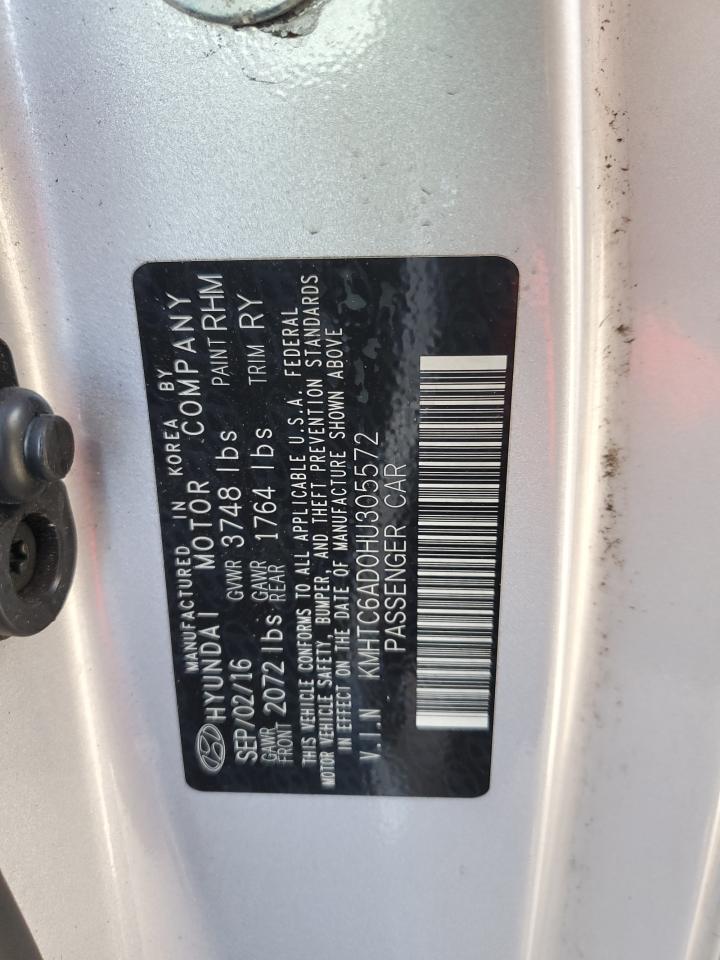 MANUFACTURED IN KOREA BY
HYUNDAI MOTOR COMPANY
SEP/02/16 GVWR 3748 lbs PAINT RHM
GAWR FRONT 2072 lbs GAWR REAR 1764 lbs TRIM RY
THIS VEHICLE CONFORMS TO ALL APPLICABLE U.S.A. FEDERAL
MOTOR VEHICLE SAFETY, BUMPER, AND THEFT PREVENTION STANDARDS
IN EFFECT ON THE DATE OF MANUFACTURE SHOWN ABOVE
V.I.N KMHTC6AD0HU305572
PASSENGER CAR